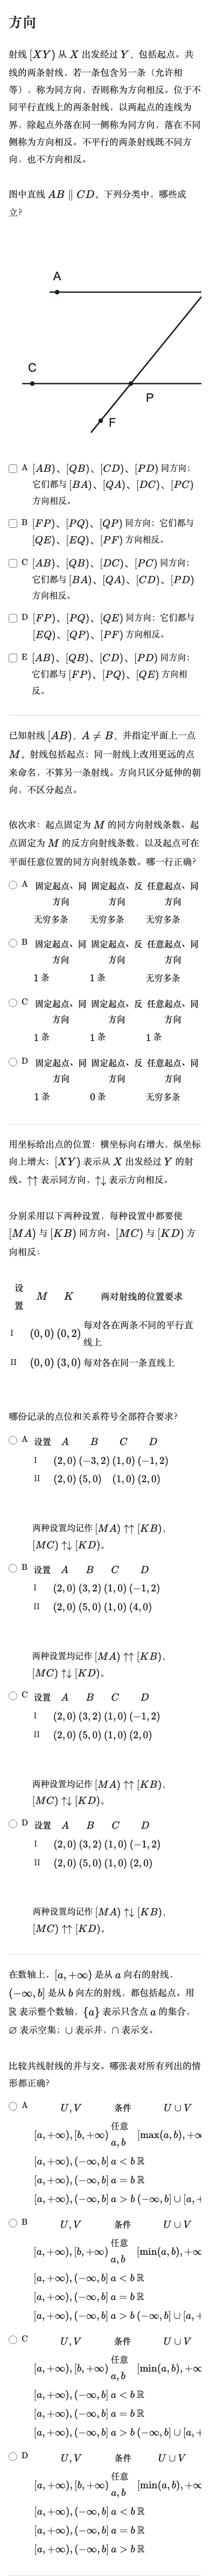 方向
射线 [XY) 从 X 出发经过 Y，包括起点。共
线的两条射线，若一条包含另一条（允许相
等），称为同方向，否则称为方向相反。位于不
同平行直线上的两条射线，以两起点的连线为
界，除起点外落在同一侧称为同方向，落在不同
侧称为方向相反。不平行的两条射线既不同方
向，也不方向相反。
图中直线 AB ∥ CD。下列分类中，哪些成
立？
A
C
P
F
A [AB)、[QB)、[CD)、[PD) 同方向；
它们都与 [BA)、[QA)、[DC)、[PC)
方向相反。
B [FP)、[PQ)、[QP) 同方向；它们都与
[QE)、[EQ)、[PF) 方向相反。
C [AB)、[QB)、[DC)、[PC) 同方向；
它们都与 [BA)、[QA)、[CD)、[PD)
方向相反。
D [FP)、[PQ)、[QE) 同方向；它们都与
[EQ)、[QP)、[PF) 方向相反。
E [AB)、[QB)、[CD)、[PD) 同方向；
它们都与 [FP)、[PQ)、[QE) 方向相
反。
已知射线 [AB)，A ≠ B，并指定平面上一点
M。射线包括起点；同一射线上改用更远的点
来命名，不算另一条射线。方向只区分延伸的朝
向，不区分起点。
依次求：起点固定为 M 的同方向射线条数、起
点固定为 M 的反方向射线条数，以及起点可在
平面任意位置的同方向射线条数。哪一行正确？
A 固定起点、同 固定起点、反 任意起点、同
方向 方向 方向
无穷多条 无穷多条 无穷多条
B 固定起点、同 固定起点、反 任意起点、同
方向 方向 方向
1 条 1 条 无穷多条
C 固定起点、同 固定起点、反 任意起点、同
方向 方向 方向
1 条 1 条 1 条
D 固定起点、同 固定起点、反 任意起点、同
方向 方向 方向
1 条 0 条 无穷多条
用坐标给出点的位置：横坐标向右增大，纵坐标
向上增大；[XY) 表示从 X 出发经过 Y 的射
线。↑↑ 表示同方向，↑↓ 表示方向相反。
分别采用以下两种设置，每种设置中都要使
[MA) 与 [KB) 同方向、[MC) 与 [KD) 方
向相反：
设
置 M K 两对射线的位置要求
I (0, 0) (0, 2) 每对各在两条不同的平行直
线上
II (0, 0) (3, 0) 每对各在同一条直线上
哪份记录的点位和关系符号全部符合要求？
A 设置 A B C D
I (2, 0) (−3, 2) (1, 0) (−1, 2)
II (2, 0) (5, 0) (1, 0) (2, 0)
两种设置均记作 [MA) ↑↑ [KB)，
[MC) ↑↓ [KD)。
B 设置 A B C D
I (2, 0) (3, 2) (1, 0) (−1, 2)
II (2, 0) (5, 0) (1, 0) (4, 0)
两种设置均记作 [MA) ↑↑ [KB)，
[MC) ↑↓ [KD)。
C 设置 A B C D
I (2, 0) (3, 2) (1, 0) (−1, 2)
II (2, 0) (5, 0) (1, 0) (2, 0)
两种设置均记作 [MA) ↑↑ [KB)，
[MC) ↑↓ [KD)。
D 设置 A B C D
I (2, 0) (3, 2) (1, 0) (−1, 2)
II (2, 0) (5, 0) (1, 0) (2, 0)
两种设置均记作 [MA) ↑↓ [KB)，
[MC) ↑↑ [KD)。
在数轴上，[a, +∞) 是从 a 向右的射线，
(−∞, b] 是从 b 向左的射线，都包括起点。用
ℝ 表示整个数轴，{a} 表示只含点 a 的集合，
∅ 表示空集；∪ 表示并，∩ 表示交。
比较共线射线的并与交。哪张表对所有列出的情
形都正确？
A U, V 条件 U ∪ V
[a, +∞), [b, +∞) 任意 a, b [max(a, b), +∞
[a, +∞), (−∞, b] a < b ℝ
[a, +∞), (−∞, b] a = b ℝ
[a, +∞), (−∞, b] a > b (−∞, b] ∪ [a, +
B U, V 条件 U ∪ V
[a, +∞), [b, +∞) 任意 a, b [min(a, b), +∞
[a, +∞), (−∞, b] a < b ℝ
[a, +∞), (−∞, b] a = b ℝ
[a, +∞), (−∞, b] a > b (−∞, b] ∪ [a, +
C U, V 条件 U ∪ V
[a, +∞), [b, +∞) 任意 a, b [min(a, b), +∞
[a, +∞), (−∞, b] a < b ℝ
[a, +∞), (−∞, b] a = b ℝ
[a, +∞), (−∞, b] a > b (−∞, b] ∪ [a, +
D U, V 条件 U ∪ V
[a, +∞), [b, +∞) 任意 a, b [min(a, b), +∞
[a, +∞), (−∞, b] a < b ℝ
[a, +∞), (−∞, b] a = b ℝ
[a, +∞), (−∞, b] a > b ℝ